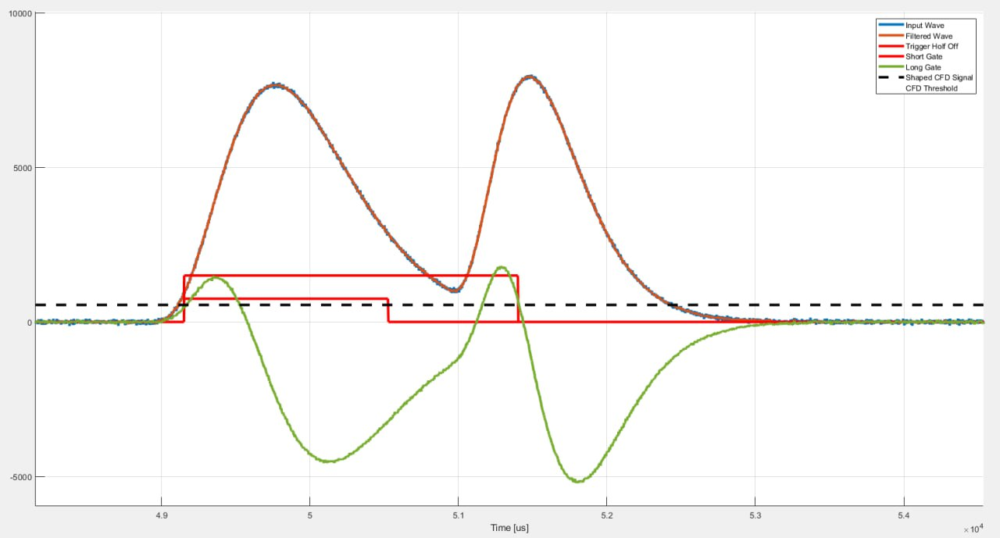 10000
5000
0
-5000
4.9
5
5.1
5.2
5.3
5.4
×10⁴
Time [us]
Input Wave
Filtered Wave
Trigger Holf Off
Short Gate
Long Gate
Shaped CFD Signal
CFD Threshold